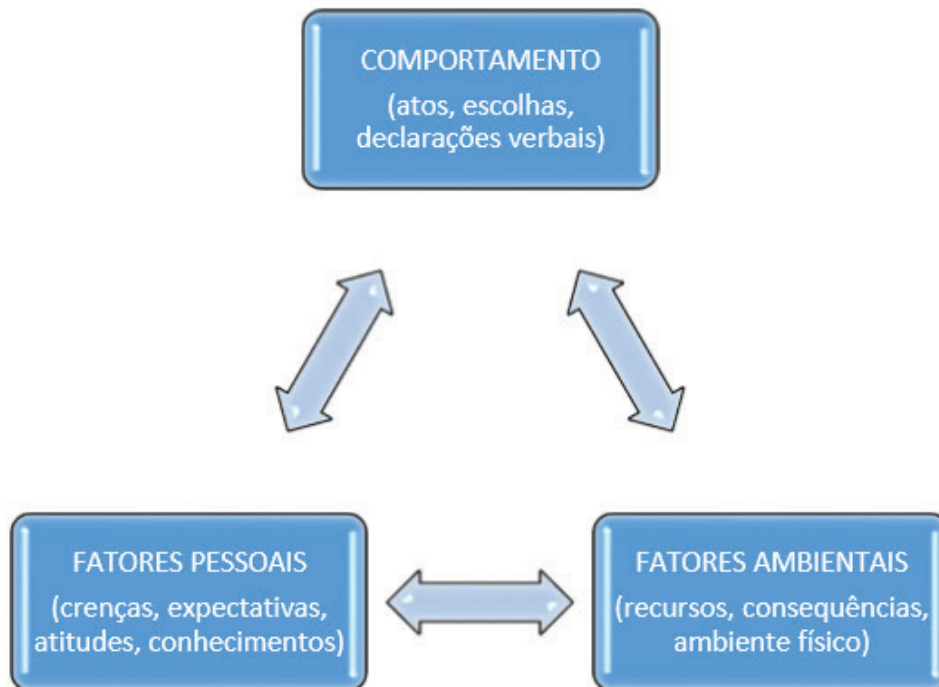 COMPORTAMENTO
(atos, escolhas,
declarações verbais)
FATORES PESSOAIS
(crenças, expectativas,
atitudes, conhecimentos)
FATORES AMBIENTAIS
(recursos, consequências,
ambiente físico)